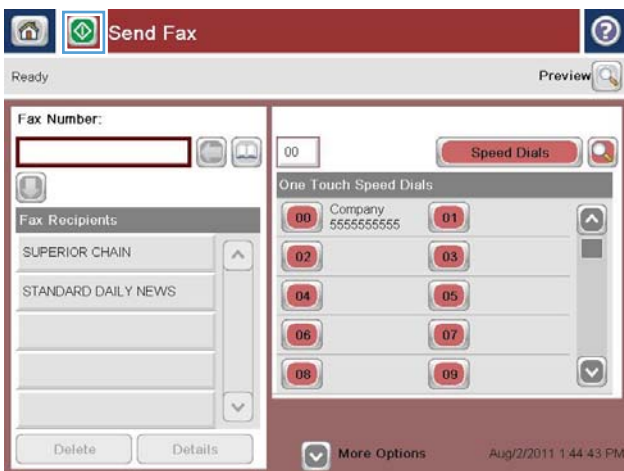 Send Fax
Ready
Preview
Fax Number:
00
Speed Dials
One Touch Speed Dials
00 Company 01
5555555555
02 03
04 05
06 07
08 09
Fax Recipients
SUPERIOR CHAIN
STANDARD DAILY NEWS
Delete Details
More Options
Aug/2/2011 1:44:43 PM